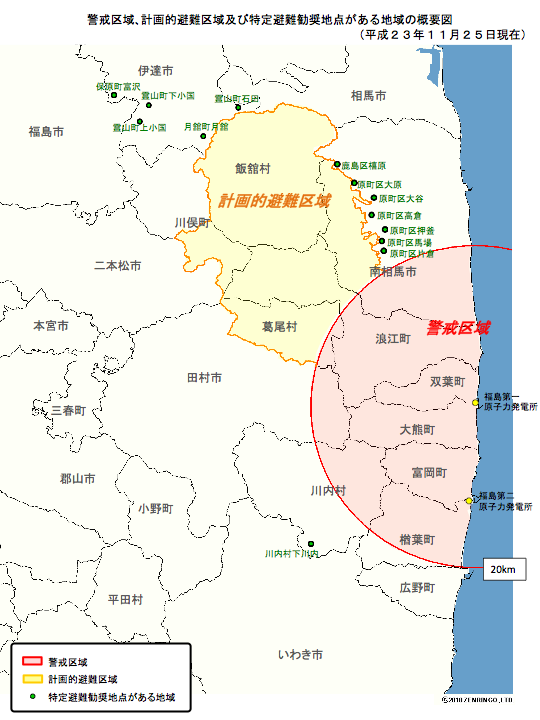 警戒区域、計画的避難区域及び特定避難勧奨地点がある地域の概要図
（平成２３年１１月２５日現在）
伊達市
相馬市
保原町富沢
霊山町下小国
霊山町石田
霊山町上小国
月舘町月舘
福島市
飯舘村
鹿島区橲原
計画的避難区域
原町区大原
原町区大谷
原町区高倉
川俣町
原町区押釜
原町区馬場
原町区片倉
二本松市
南相馬市
本宮市
葛尾村
警戒区域
浪江町
田村市
双葉町
三春町
福島第一
原子力発電所
大熊町
郡山市
富岡町
川内村
小野町
福島第二
原子力発電所
川内村下川内
楢葉町
20km
広野町
平田村
いわき市
警戒区域
計画的避難区域
特定避難勧奨地点がある地域
©2010ZENRINCO.,LTD